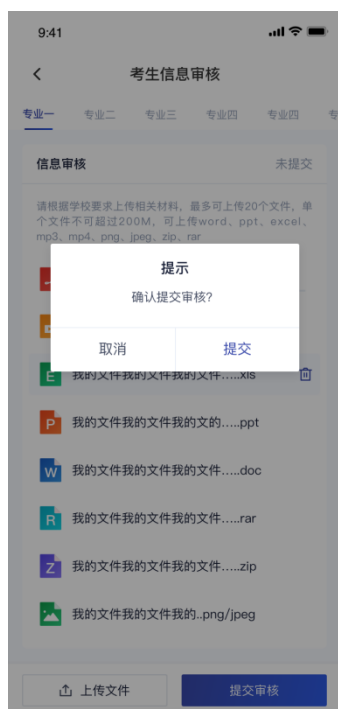 9:41
考生信息审核
专业一 专业二 专业三 专业四 专业四 专
信息审核 未提交
请根据学校要求上传相关材料，最多可上传20个文件，单
个文件不可超过200M，可上传word、ppt、excel、
mp3、mp4、png、jpeg、zip、rar
提示
确认提交审核?
取消 提交
E 我的文件我的文件我的文件.....xls
P 我的文件我的文件我的文的.....ppt
W 我的文件我的文件我的文件.....doc
R 我的文件我的文件我的文件.....rar
Z 我的文件我的文件我的文件.....zip
我的文件我的文件我的..png/jpeg
上传文件 提交审核